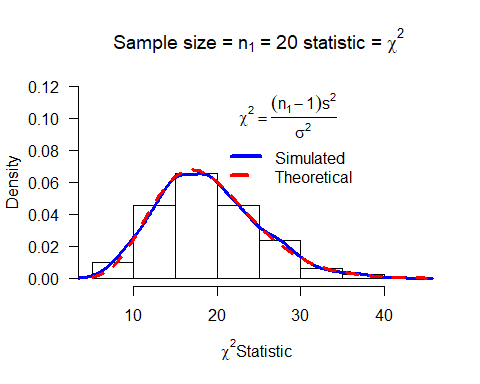 Sample size = n₁ = 20 statistic = χ²
χ² = (n₁ − 1)s² / σ²
Simulated
Theoretical
Density
0.12
0.10
0.08
0.06
0.04
0.02
0.00
10 20 30 40
χ²Statistic